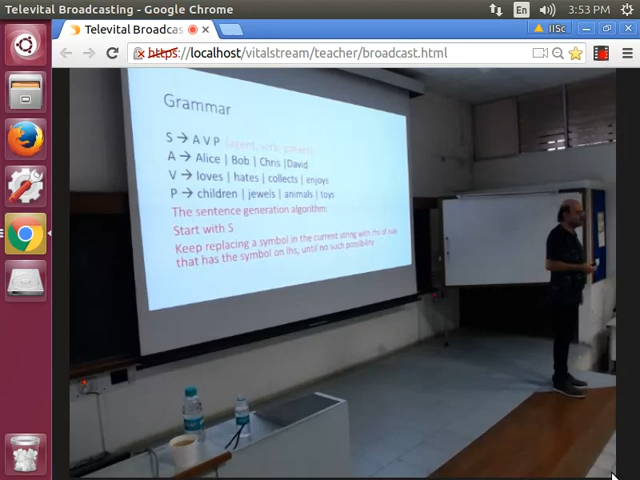 Televital Broadcasting - Google Chrome
En
3:53 PM
Televital Broadcas
IISc
https://localhost/vitalstream/teacher/broadcast.html
Grammar
S → A V P (agent, verb, patient)
A → Alice | Bob | Chris |David
V → loves | hates | collects | enjoys
P → children | jewels | animals | toys
The sentence generation algorithm:
Start with S
Keep replacing a symbol in the current string with rhs of rule
that has the symbol on lhs, until no such possibility